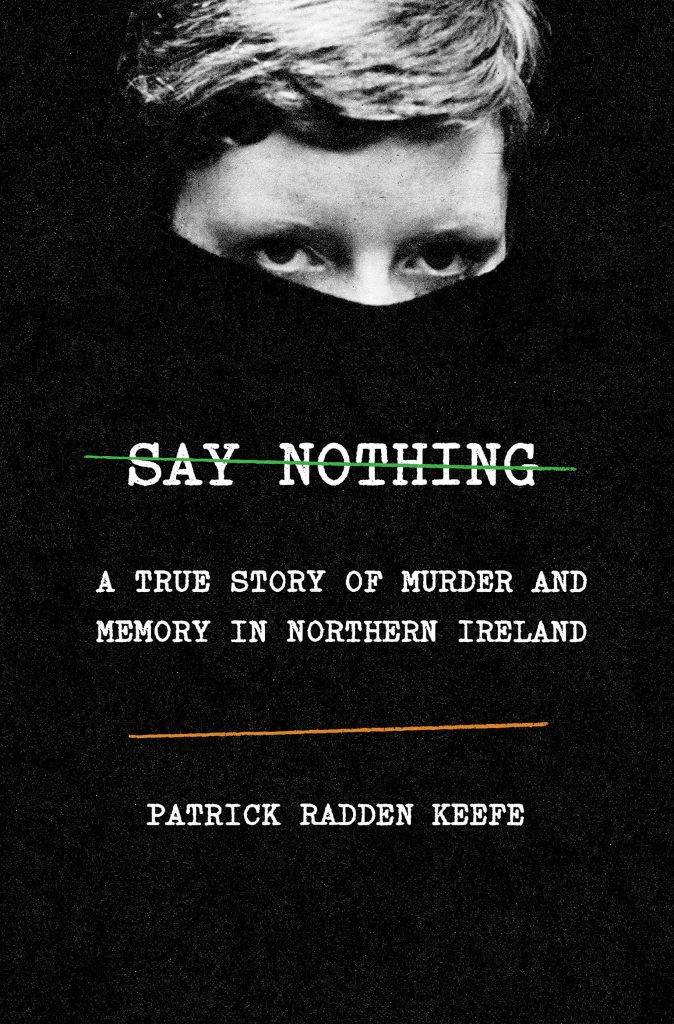 SAY NOTHING
A TRUE STORY OF MURDER AND
MEMORY IN NORTHERN IRELAND
PATRICK RADDEN KEEFE